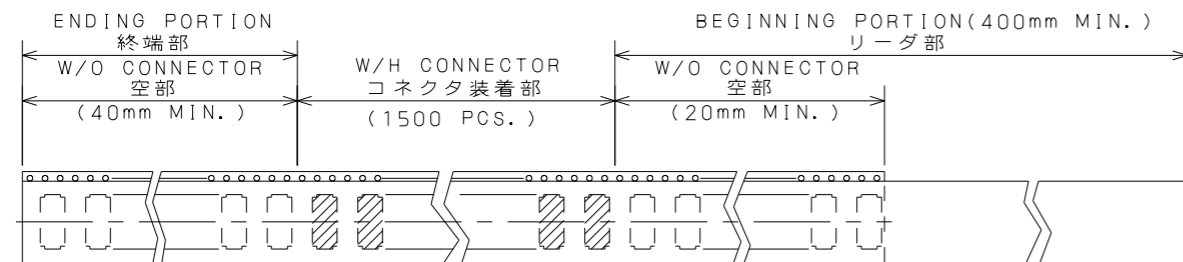 ENDING PORTION
終端部
W/O CONNECTOR
空部
(40mm MIN.)
W/H CONNECTOR
コネクタ装着部
(1500 PCS.)
BEGINNING PORTION(400mm MIN.)
リーダ部
W/O CONNECTOR
空部
(20mm MIN.)